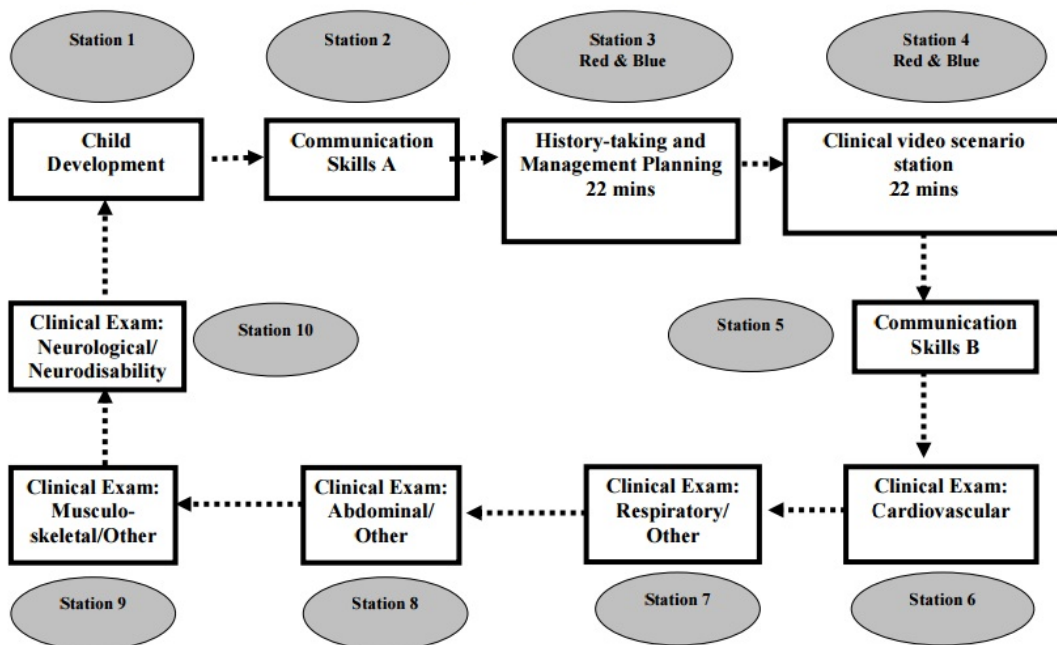 Station 1
Station 2
Station 3
Red & Blue
Station 4
Red & Blue
Child
Development
Communication
Skills A
History-taking and
Management Planning
22 mins
Clinical video scenario
station
22 mins
Clinical Exam:
Neurological/
Neurodisability
Station 10
Station 5
Communication
Skills B
Clinical Exam:
Musculo-
skeletal/Other
Clinical Exam:
Abdominal/
Other
Clinical Exam:
Respiratory/
Other
Clinical Exam:
Cardiovascular
Station 9
Station 8
Station 7
Station 6